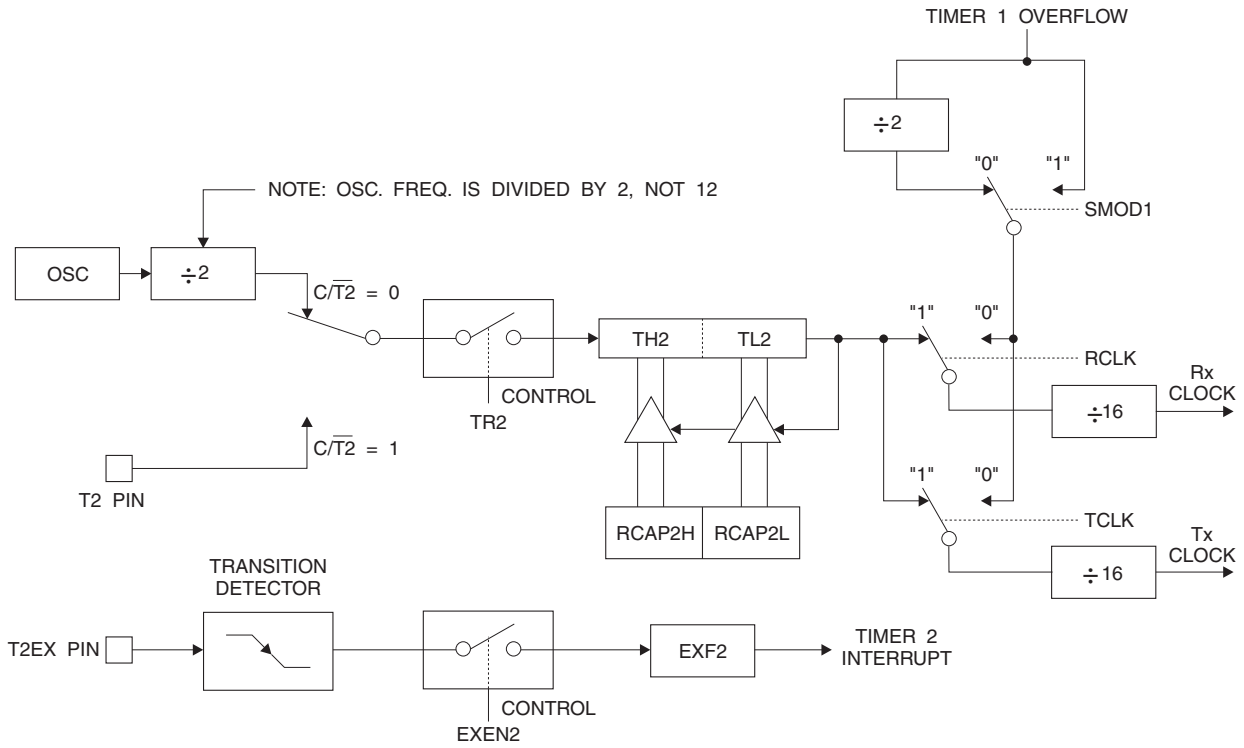 TIMER 1 OVERFLOW
÷2
"0" "1"
SMOD1
NOTE: OSC. FREQ. IS DIVIDED BY 2, NOT 12
OSC
÷2
C/T̅2̅ = 0
TH2
TL2
"1" "0"
RCLK
Rx
CLOCK
÷16
CONTROL
TR2
C/T̅2̅ = 1
T2 PIN
"1" "0"
RCAP2H
RCAP2L
TCLK
Tx
CLOCK
÷16
TRANSITION
DETECTOR
T2EX PIN
EXF2
TIMER 2
INTERRUPT
CONTROL
EXEN2